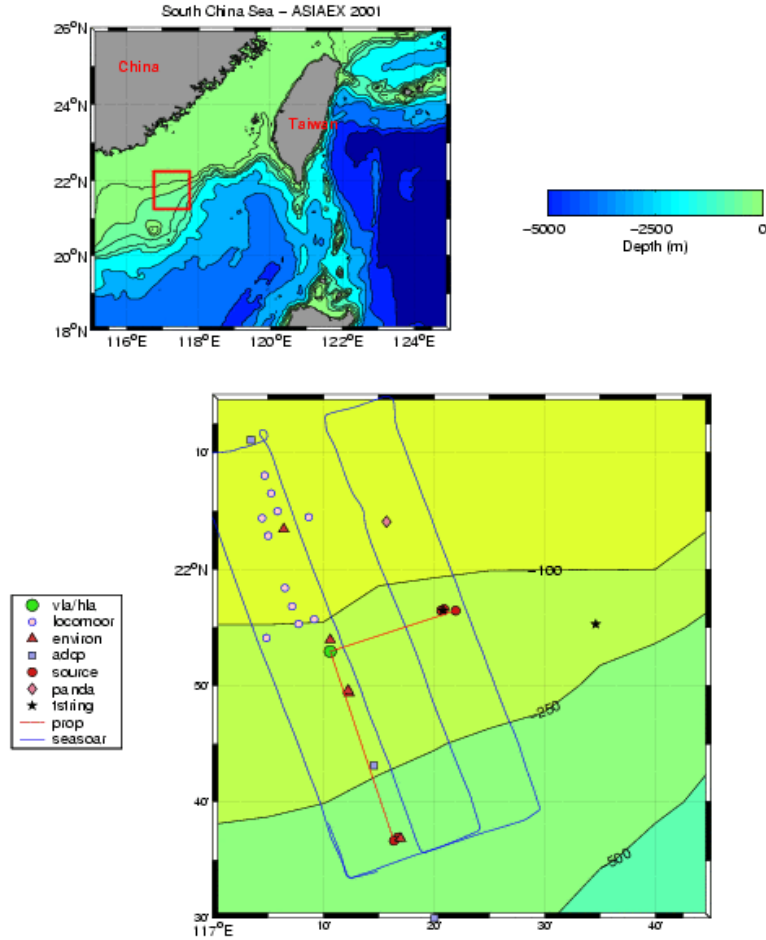 South China Sea – ASIAEX 2001
26°N
China
24°N
Taiwan
22°N
20°N
18°N
116°E 118°E 120°E 122°E 124°E
−5000 −2500 0
Depth (m)
10'
22°N
−100
50'
−250
40'
−500
30'
117°E 10' 20' 30' 40'
vla/hla
locomoor
environ
adcp
source
panda
tstring
prop
seasoar